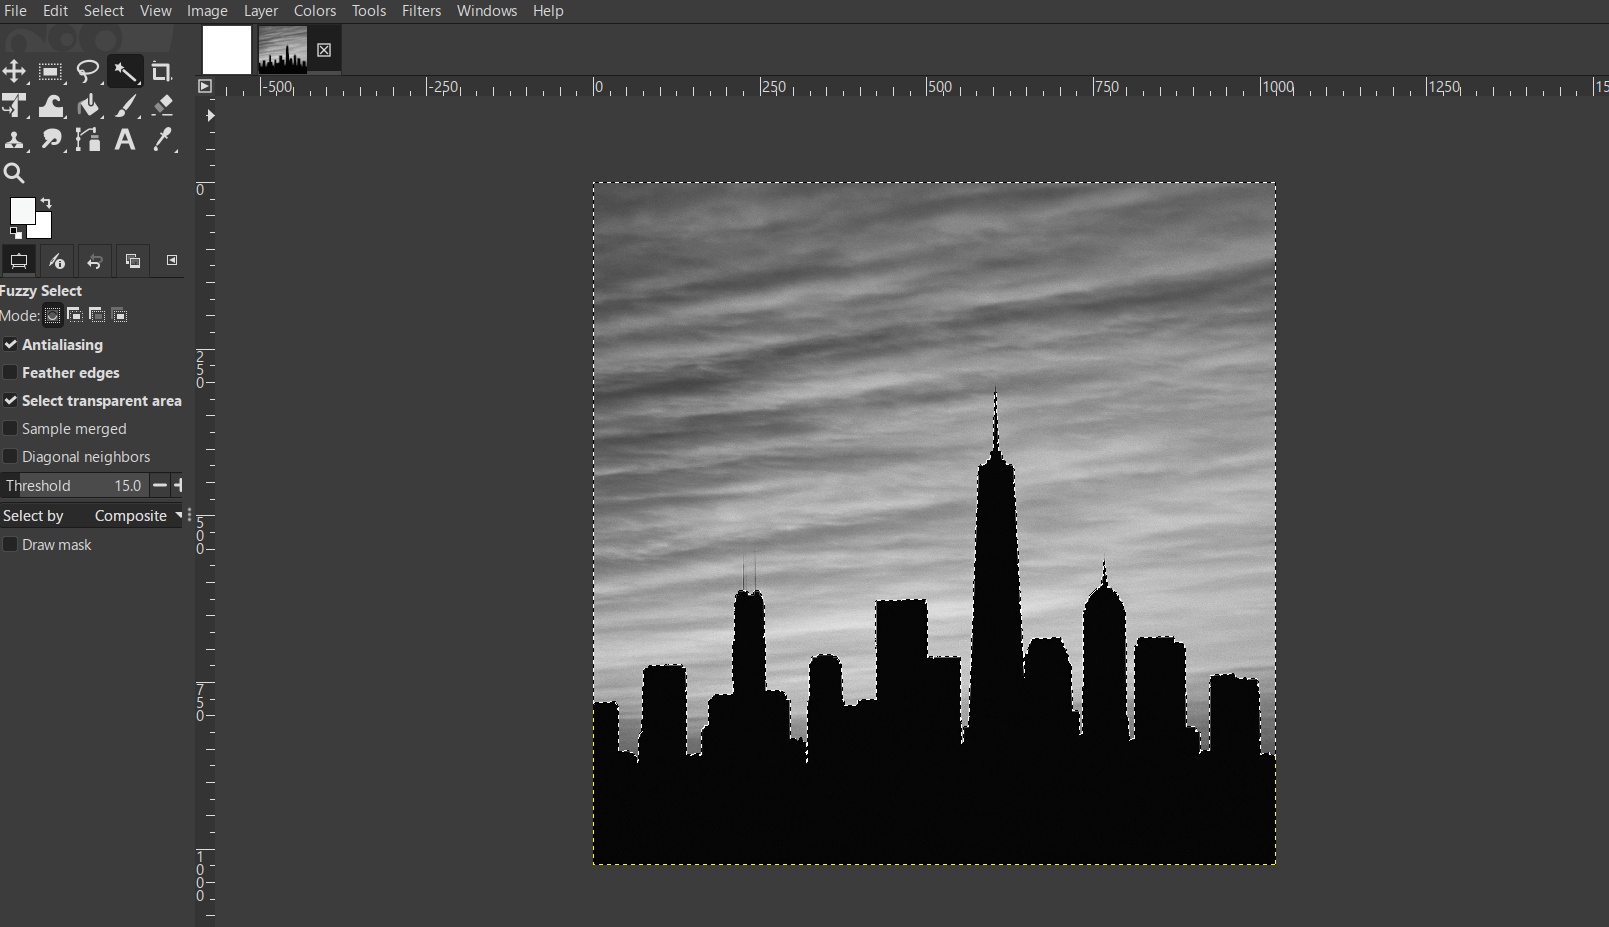 File Edit Select View Image Layer Colors Tools Filters Windows Help
-500 -250 0 250 500 750 1000 1250 15
0
250
500
750
1000
Fuzzy Select
Mode:
Antialiasing
Feather edges
Select transparent area
Sample merged
Diagonal neighbors
Threshold 15.0
Select by Composite
Draw mask